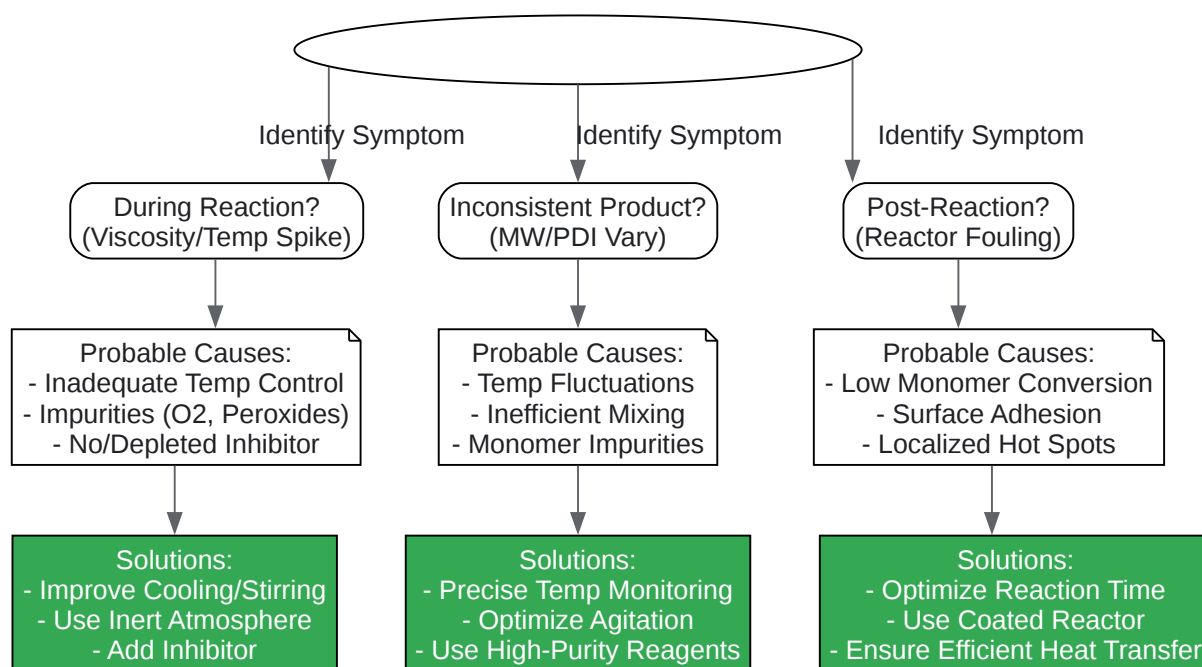 Identify Symptom
Identify Symptom
Identify Symptom
During Reaction?
(Viscosity/Temp Spike)
Inconsistent Product?
(MW/PDI Vary)
Post-Reaction?
(Reactor Fouling)
Probable Causes:
- Inadequate Temp Control
- Impurities (O2, Peroxides)
- No/Depleted Inhibitor
Probable Causes:
- Temp Fluctuations
- Inefficient Mixing
- Monomer Impurities
Probable Causes:
- Low Monomer Conversion
- Surface Adhesion
- Localized Hot Spots
Solutions:
- Improve Cooling/Stirring
- Use Inert Atmosphere
- Add Inhibitor
Solutions:
- Precise Temp Monitoring
- Optimize Agitation
- Use High-Purity Reagents
Solutions:
- Optimize Reaction Time
- Use Coated Reactor
- Ensure Efficient Heat Transfer